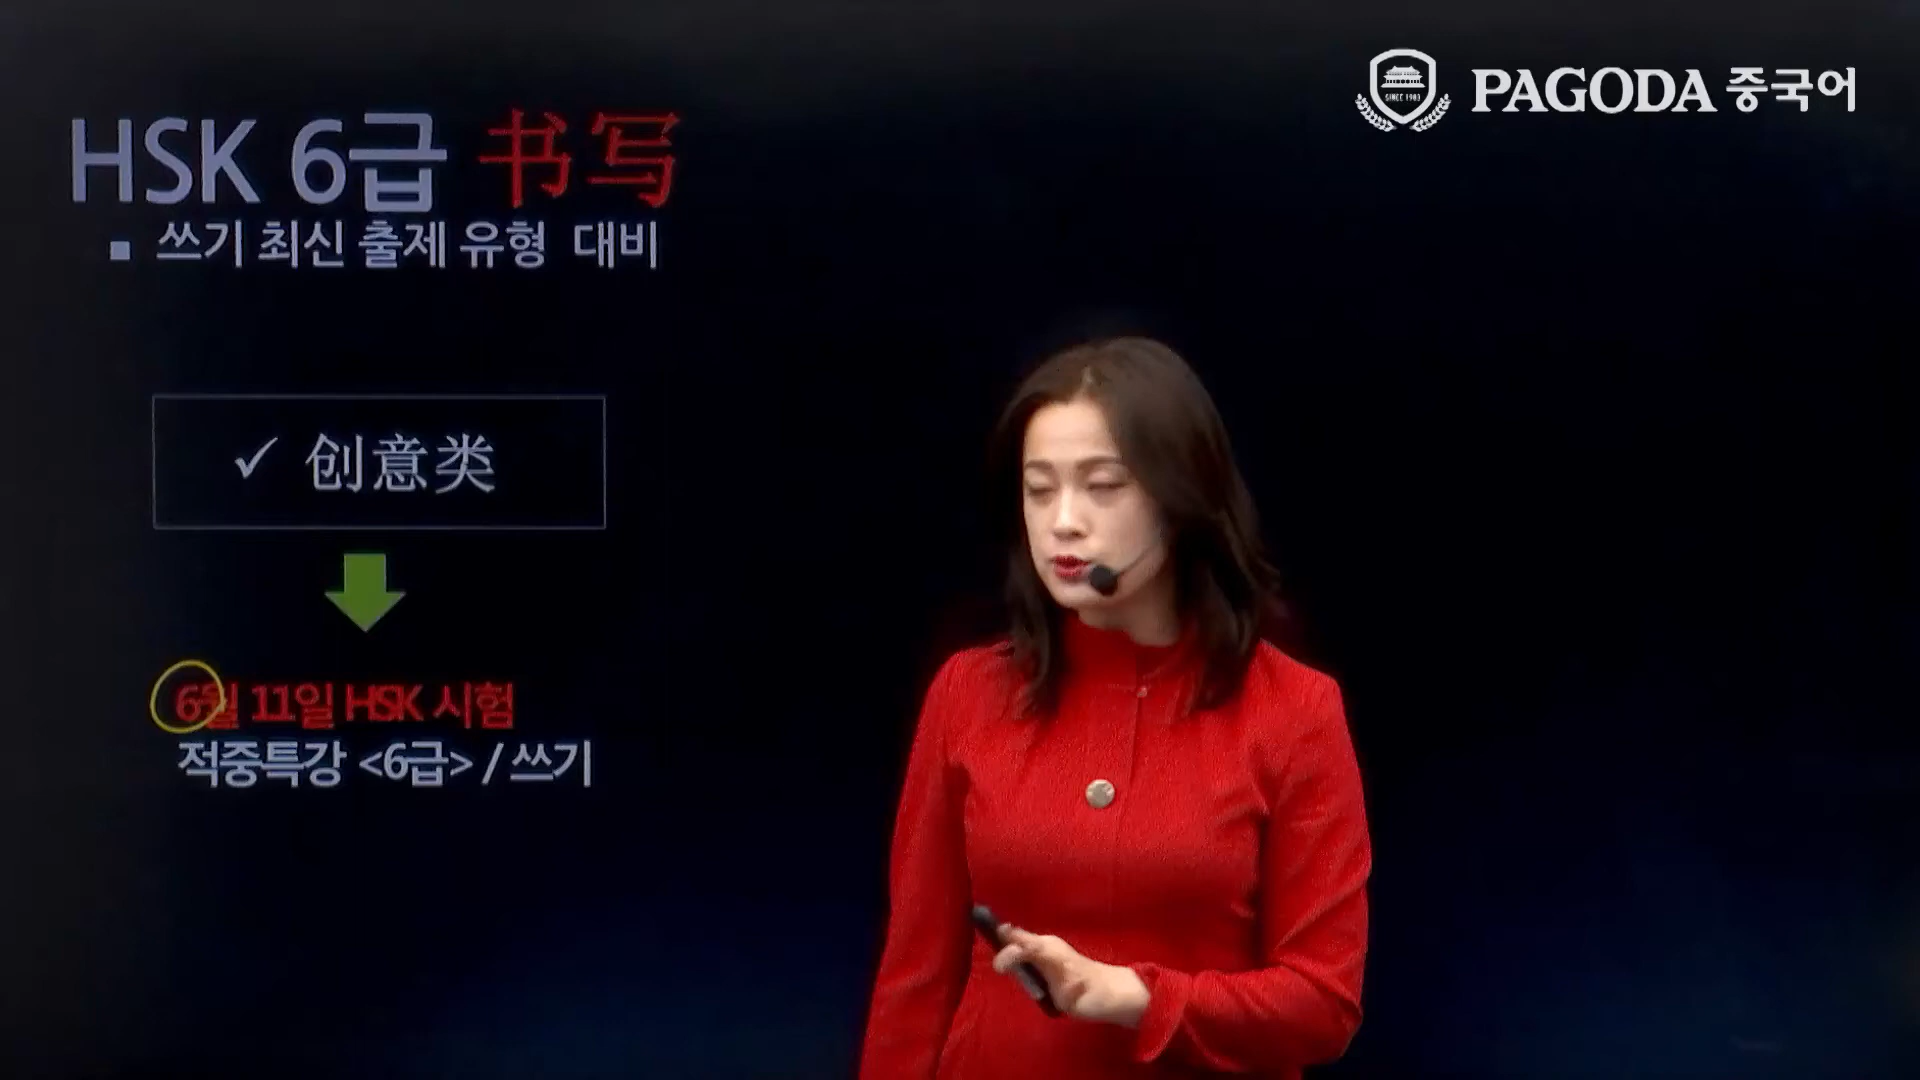 SINCE 1983
PAGODA 중국어
HSK 6급 书写
▪ 쓰기 최신 출제 유형 대비
✓ 创意类
6월 11일 HSK 시험
적중특강 <6급> / 쓰기